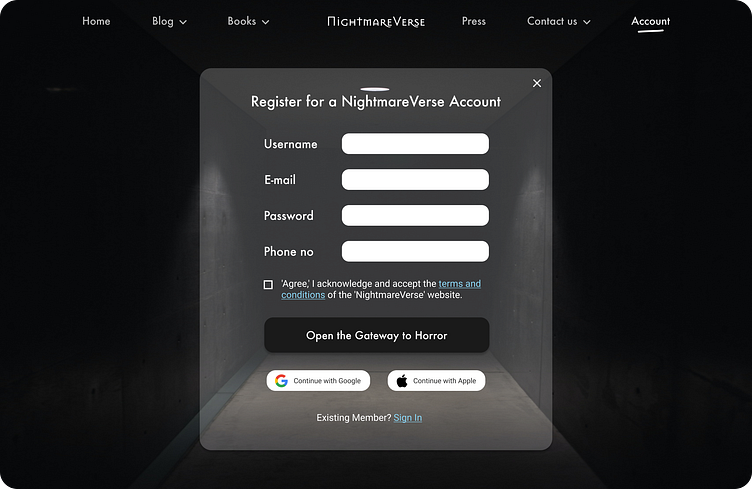 Home
Blog
Books
NightmareVerse
Press
Contact us
Account
Register for a NightmareVerse Account
Username
E-mail
Password
Phone no
'Agree,' I acknowledge and accept the terms and
conditions of the 'NightmareVerse' website.
Open the Gateway to Horror
Continue with Google
Continue with Apple
Existing Member? Sign In